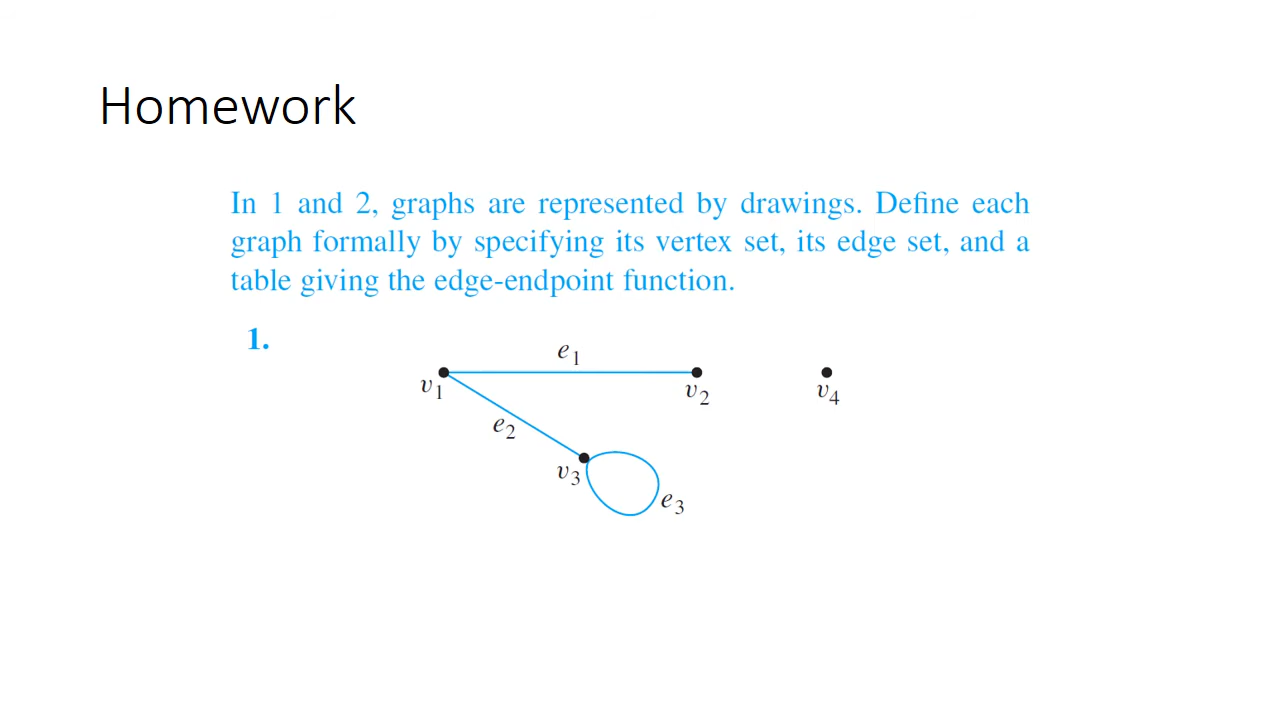 Homework
In 1 and 2, graphs are represented by drawings. Define each
graph formally by specifying its vertex set, its edge set, and a
table giving the edge-endpoint function.
1.
e1
v1
v2
v4
e2
v3
e3